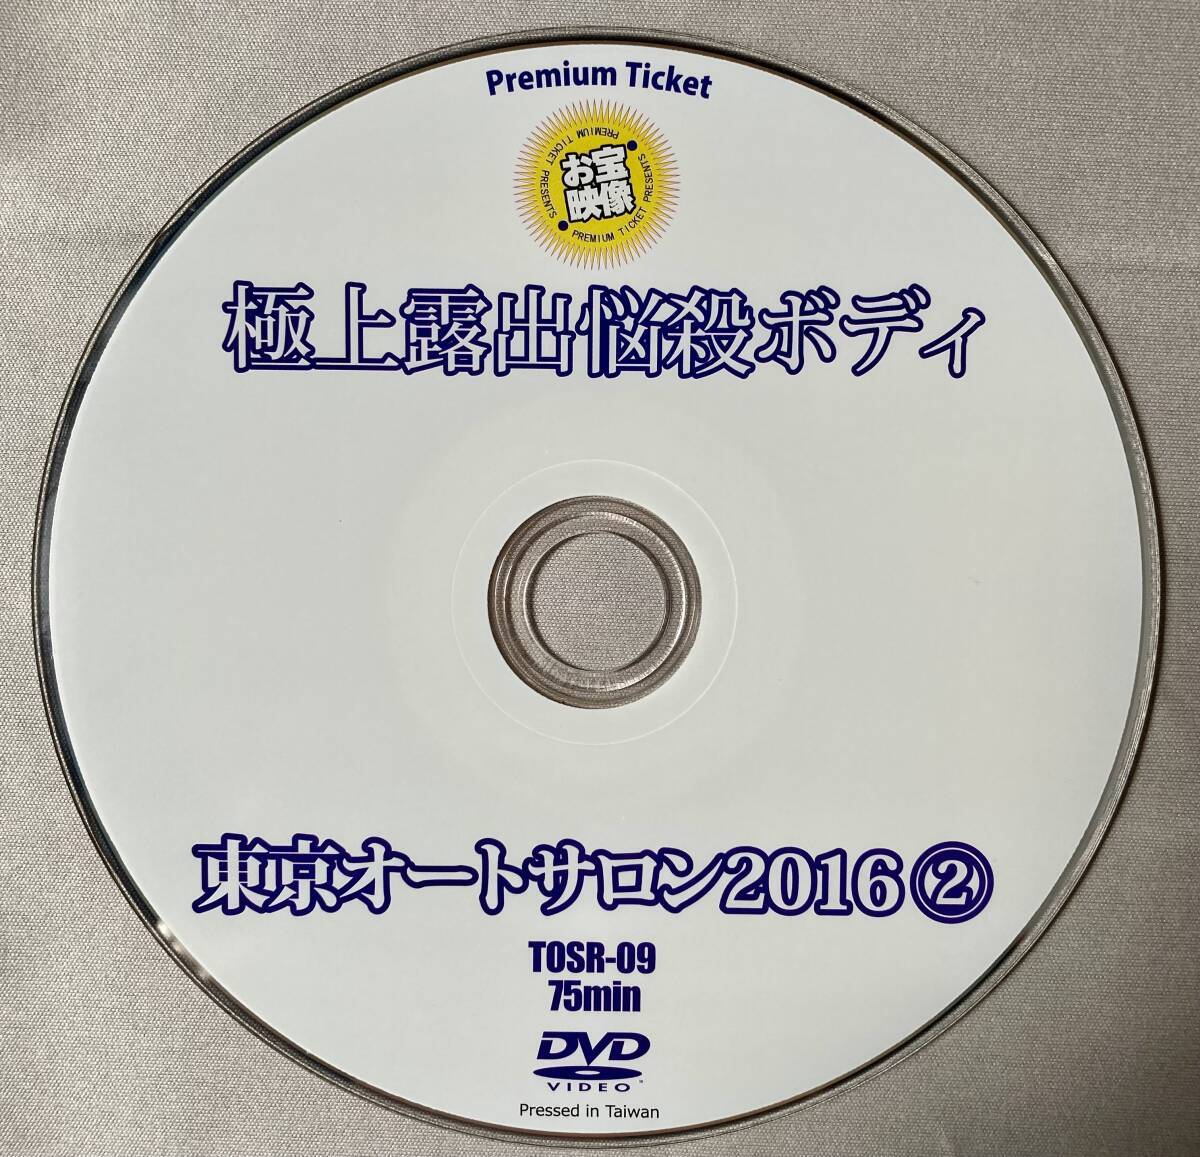 Premium Ticket
PREMIUM TICKET PRESENTS
お宝
映像
PREMIUM TICKET PRESENTS
極上露出悩殺ボディ
東京オートサロン2016②
TOSR-09
75min
DVD
VIDEO™
Pressed in Taiwan